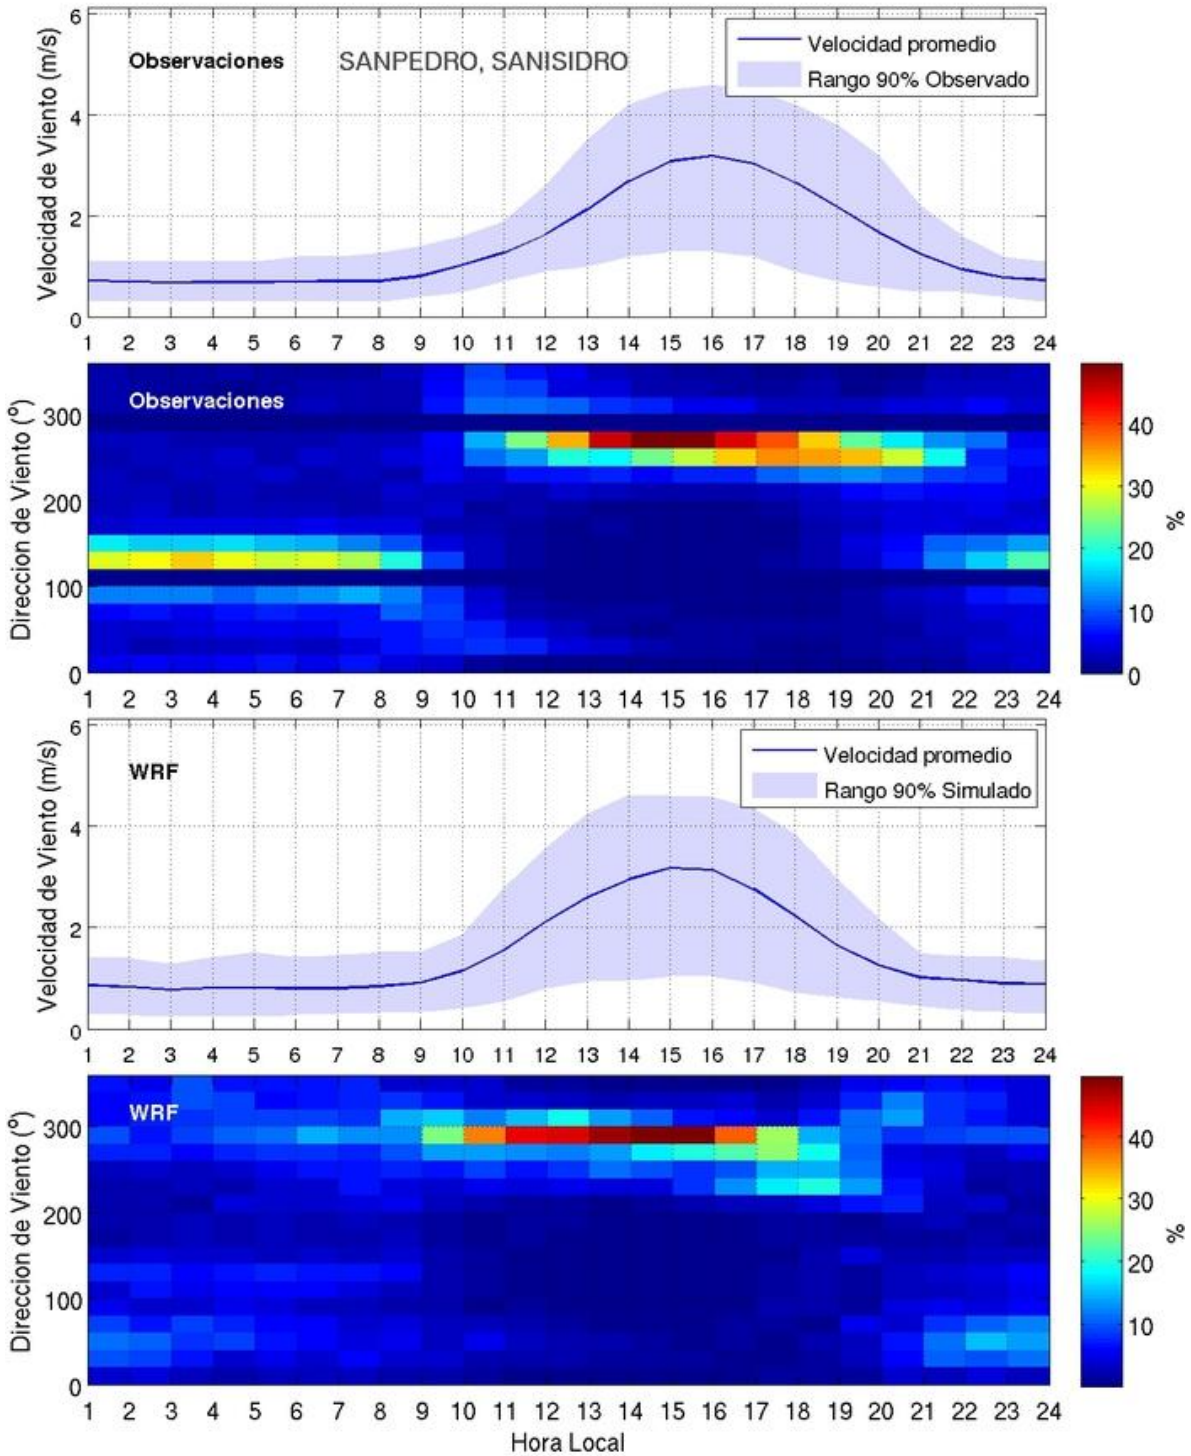 6
Observaciones SANPEDRO, SANISIDRO
Velocidad promedio
Rango 90% Observado
Velocidad de Viento (m/s)
4
2
0
1 2 3 4 5 6 7 8 9 10 11 12 13 14 15 16 17 18 19 20 21 22 23 24
Observaciones
Direccion de Viento (°)
300
200
100
0
1 2 3 4 5 6 7 8 9 10 11 12 13 14 15 16 17 18 19 20 21 22 23 24
40
30
20
10
0
%
6
WRF
Velocidad promedio
Rango 90% Simulado
Velocidad de Viento (m/s)
4
2
0
1 2 3 4 5 6 7 8 9 10 11 12 13 14 15 16 17 18 19 20 21 22 23 24
WRF
Direccion de Viento (°)
300
200
100
0
1 2 3 4 5 6 7 8 9 10 11 12 13 14 15 16 17 18 19 20 21 22 23 24
Hora Local
40
30
20
10
%